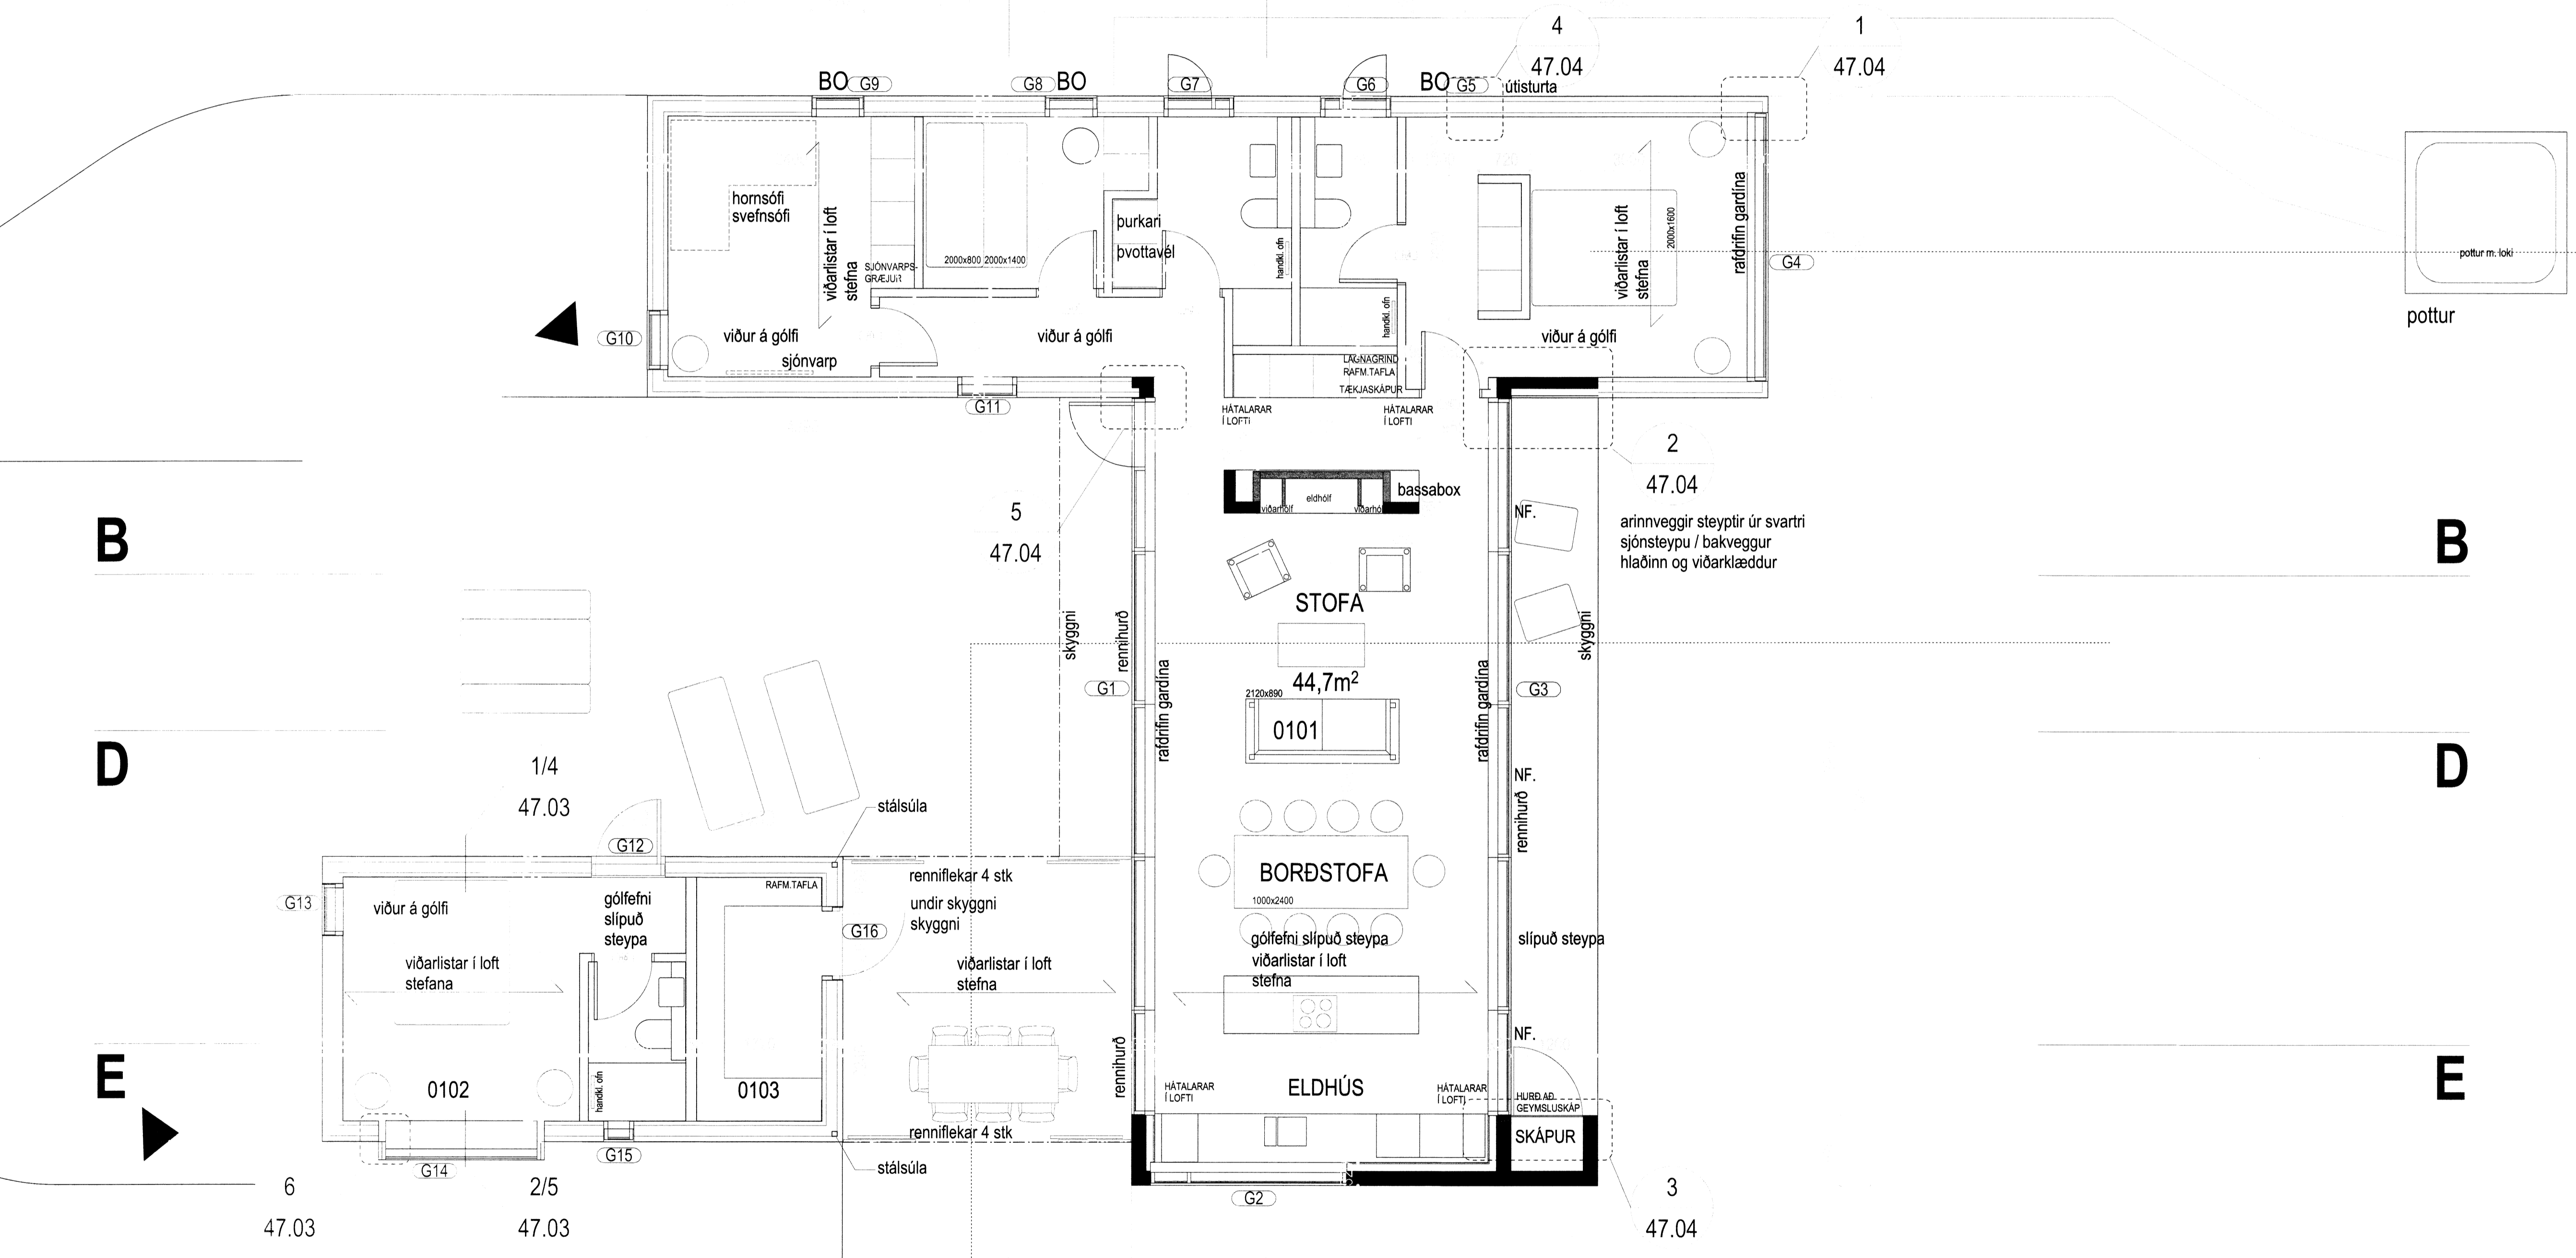 4
47.04
1
47.04
BO G9
G8 BO
G7
G6
BO G5
útisturta
hornsófi
svefnsófi
viðarlistar í loft
stefna
SJÓNVARPS-
GRÆJUR
2000x800 2000x1400
þurkari
þvottavél
handkl. ofn
handkl. ofn
viðarlistar í loft
stefna
2000x1600
rafdrifin gardína
G4
pottur m. loki
pottur
G10
viður á gólfi
sjónvarp
viður á gólfi
viður á gólfi
LAGNAGRIND
RAFM.TAFLA
TÆKJASKÁPUR
G11
HÁTALARAR
Í LOFTI
HÁTALARAR
Í LOFTI
2
47.04
5
47.04
bassabox
eldhólf
viðarhólf
NF.
arinnveggir steyptir úr svartri
sjónsteypu / bakveggur
hlaðinn og viðarklæddur
B
B
STOFA
skyggni
rennihurð
skyggni
44,7m²
G1
G3
2120x890
0101
rafdrifin gardína
rafdrifin gardína
D
D
1/4
47.03
stálsúla
NF.
rennihurð
G12
G13
viður á gólfi
gólfefni
slípuð
steypa
RAFM.TAFLA
renniflekar 4 stk
undir skyggni
skyggni
G16
BORÐSTOFA
1000x2400
gólfefni slípuð steypa
viðarlistar í loft
stefna
slípuð steypa
viðarlistar í loft
stefana
viðarlistar í loft
stefna
NF.
rennihurð
E
E
0102
handkl. ofn
0103
HÁTALARAR
Í LOFTI
ELDHÚS
HÁTALARAR
Í LOFTI
HURÐ AÐ
GEYMSLUSKÁP
SKÁPUR
renniflekar 4 stk
stálsúla
G14
G15
G2
6
47.03
2/5
47.03
3
47.04